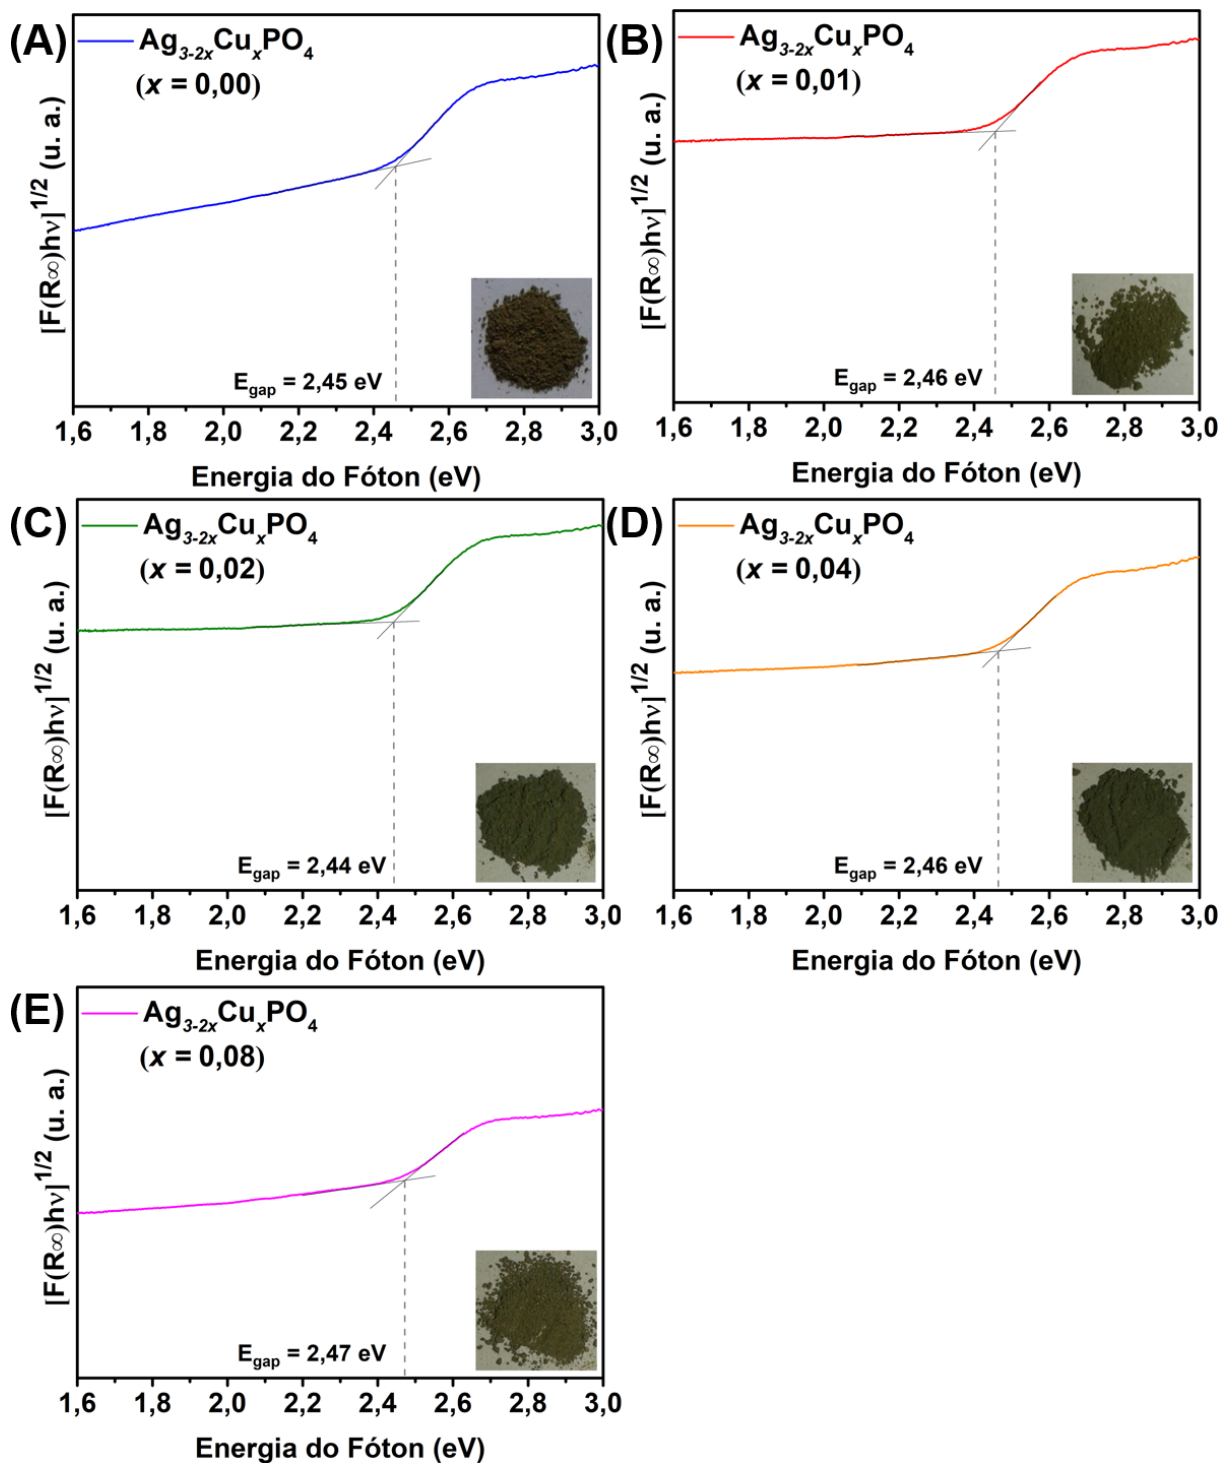 (A)
Ag3-2xCuxPO4
(x = 0,00)
[F(R∞)hν]1/2 (u. a.)
Egap = 2,45 eV
1,6 1,8 2,0 2,2 2,4 2,6 2,8 3,0
Energia do Fóton (eV)
(B)
Ag3-2xCuxPO4
(x = 0,01)
[F(R∞)hν]1/2 (u. a.)
Egap = 2,46 eV
1,6 1,8 2,0 2,2 2,4 2,6 2,8 3,0
Energia do Fóton (eV)
(C)
Ag3-2xCuxPO4
(x = 0,02)
[F(R∞)hν]1/2 (u. a.)
Egap = 2,44 eV
1,6 1,8 2,0 2,2 2,4 2,6 2,8 3,0
Energia do Fóton (eV)
(D)
Ag3-2xCuxPO4
(x = 0,04)
[F(R∞)hν]1/2 (u. a.)
Egap = 2,46 eV
1,6 1,8 2,0 2,2 2,4 2,6 2,8 3,0
Energia do Fóton (eV)
(E)
Ag3-2xCuxPO4
(x = 0,08)
[F(R∞)hν]1/2 (u. a.)
Egap = 2,47 eV
1,6 1,8 2,0 2,2 2,4 2,6 2,8 3,0
Energia do Fóton (eV)